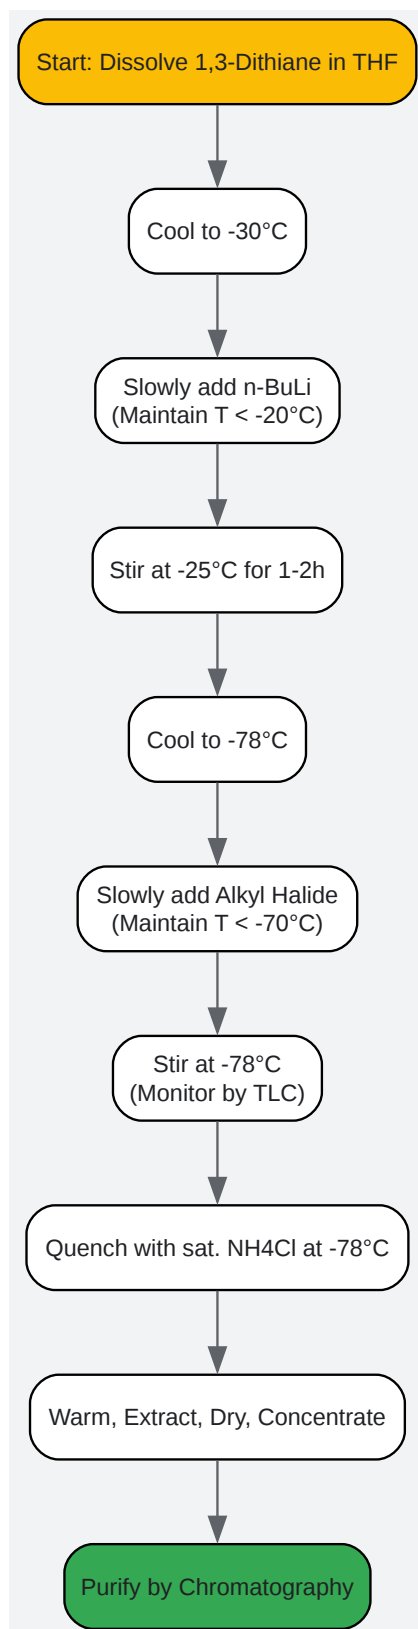 Start: Dissolve 1,3-Dithiane in THF
Cool to -30°C
Slowly add n-BuLi
(Maintain T < -20°C)
Stir at -25°C for 1-2h
Cool to -78°C
Slowly add Alkyl Halide
(Maintain T < -70°C)
Stir at -78°C
(Monitor by TLC)
Quench with sat. NH4Cl at -78°C
Warm, Extract, Dry, Concentrate
Purify by Chromatography